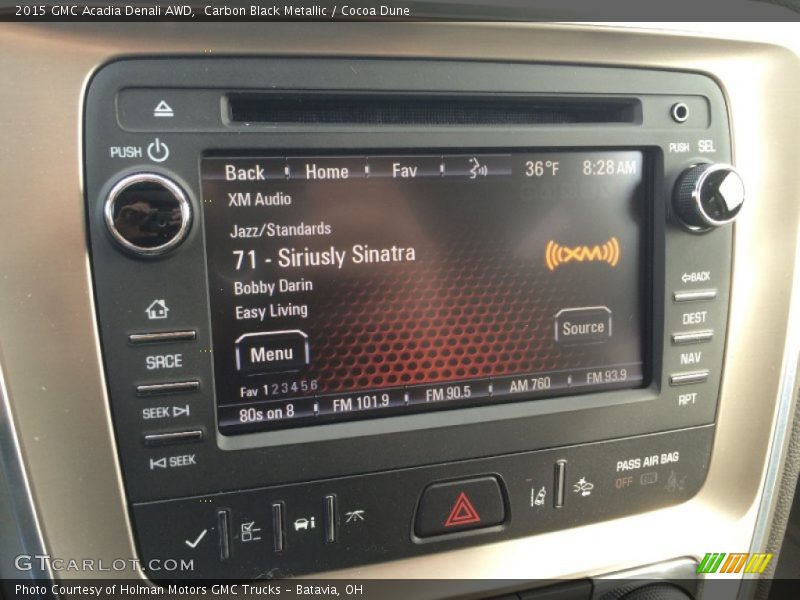 2015 GMC Acadia Denali AWD, Carbon Black Metallic / Cocoa Dune
PUSH
PUSH SEL
Back Home Fav 36°F 8:28 AM
XM Audio
Jazz/Standards
71 - Siriusly Sinatra
((XM))
Bobby Darin
Easy Living
Menu
Source
Fav 1 2 3 4 5 6
80s on 8 FM 101.9 FM 90.5 AM 760 FM 93.9
SRCE
SEEK
SEEK
BACK
DEST
NAV
RPT
PASS AIR BAG
OFF
GTCARLOT.COM
Photo Courtesy of Holman Motors GMC Trucks - Batavia, OH